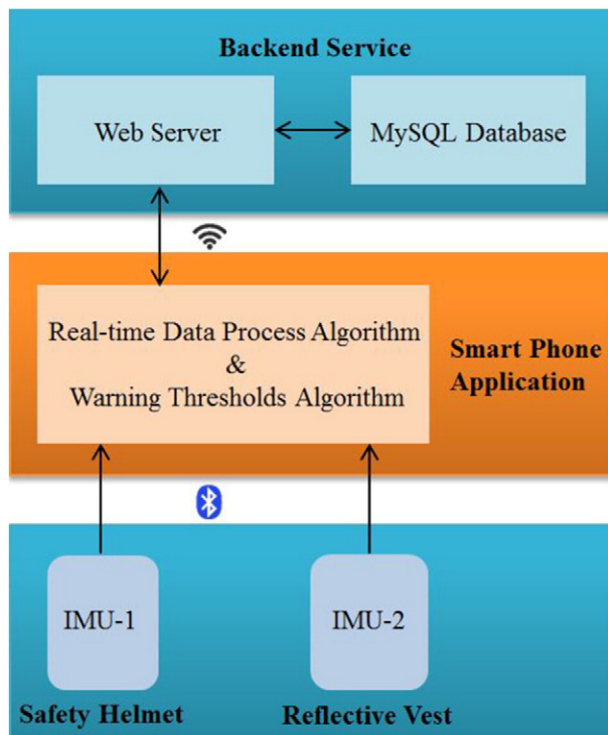 Backend Service
Web Server
MySQL Database
Real-time Data Process Algorithm
&
Warning Thresholds Algorithm
Smart Phone
Application
IMU-1
IMU-2
Safety Helmet
Reflective Vest